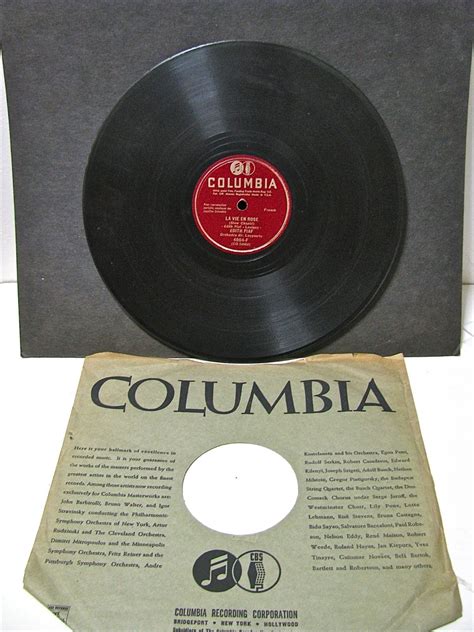 COLUMBIA
LA VIE EN ROSE
EDITH PIAF
COLUMBIA
Here is your hallmark of excellence in
recorded music. It is your guarantee of
the works of the masters performed by the
greatest artists in the world on the finest
records. Among those artists now recording
exclusively for Columbia Masterworks are:
John Barbirolli, Bruno Walter, and Igor
Stravinsky conducting the Philharmonic-
Symphony Orchestra of New York, Artur
Rodzinski and The Cleveland Orchestra,
Dimitri Mitropoulos and the Minneapolis
Symphony Orchestra, Fritz Reiner and the
Pittsburgh Symphony Orchestra, Andre
Kostelanetz and his Orchestra, Egon Petri,
Rudolf Serkin, Robert Casadesus, Edward
Kilenyi, Joseph Szigeti, Adolf Busch, Nathan
Milstein, Gregor Piatigorsky, the Budapest
String Quartet, the Busch Quartet, the Don
Cossack Chorus under Serge Jaroff, the
Westminster Choir, Lily Pons, Lotte
Lehmann, Risë Stevens, Bruna Castagna,
Bidu Sayao, Salvatore Baccaloni, Paul Robe-
son, Nelson Eddy, René Maison, Robert
Weede, Roland Hayes, Jan Kiepura, Yves
Tinayre, Guiomar Novaes, Béla Bartok,
Bartlett and Robertson, and many others.
CBS
COLUMBIA RECORDING CORPORATION
BRIDGEPORT • NEW YORK • HOLLYWOOD